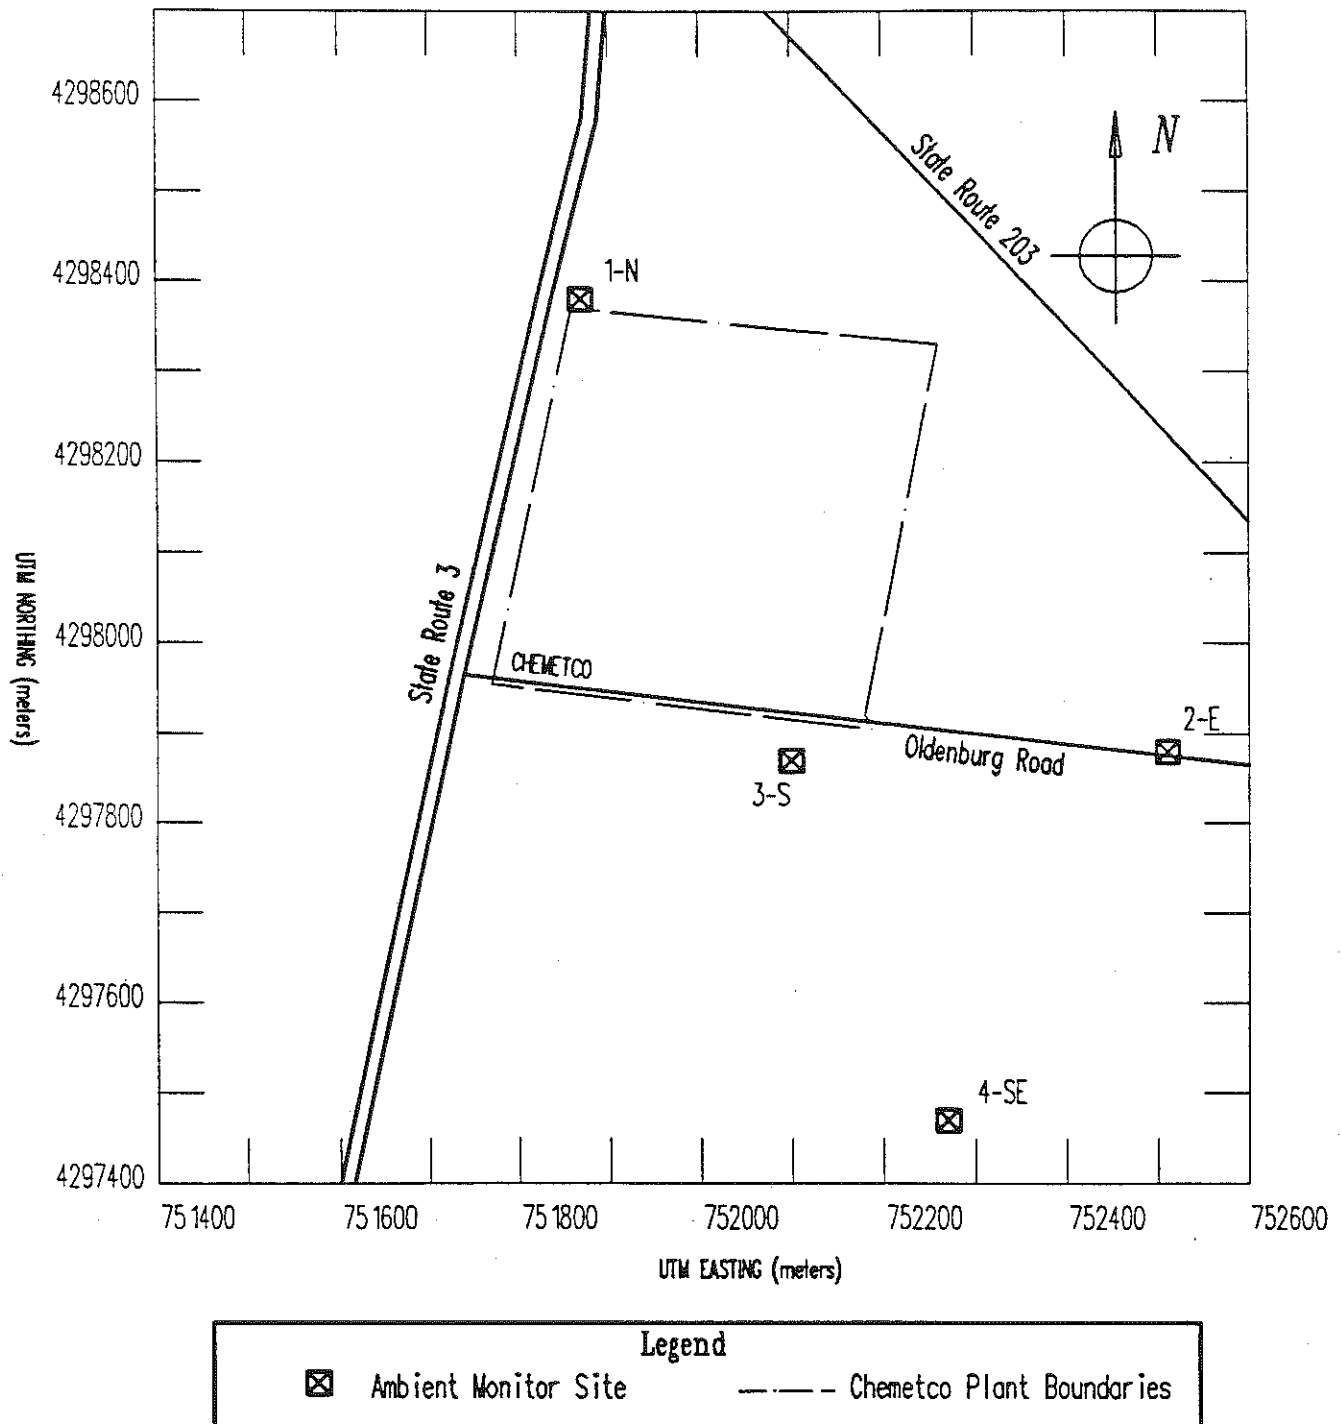 4298600
N
State Route 203
4298400
1-N
4298200
State Route 3
4298000
UTM NORTHING (meters)
CHEMETCO
2-E
Oldenburg Road
3-S
4297800
4297600
4-SE
4297400
751400 751600 751800 752000 752200 752400 752600
UTM EASTING (meters)
Legend
Ambient Monitor Site
Chemetco Plant Boundaries